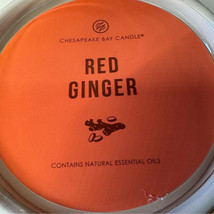 CHESAPEAKE BAY CANDLE®
RED
GINGER
CONTAINS NATURAL ESSENTIAL OILS